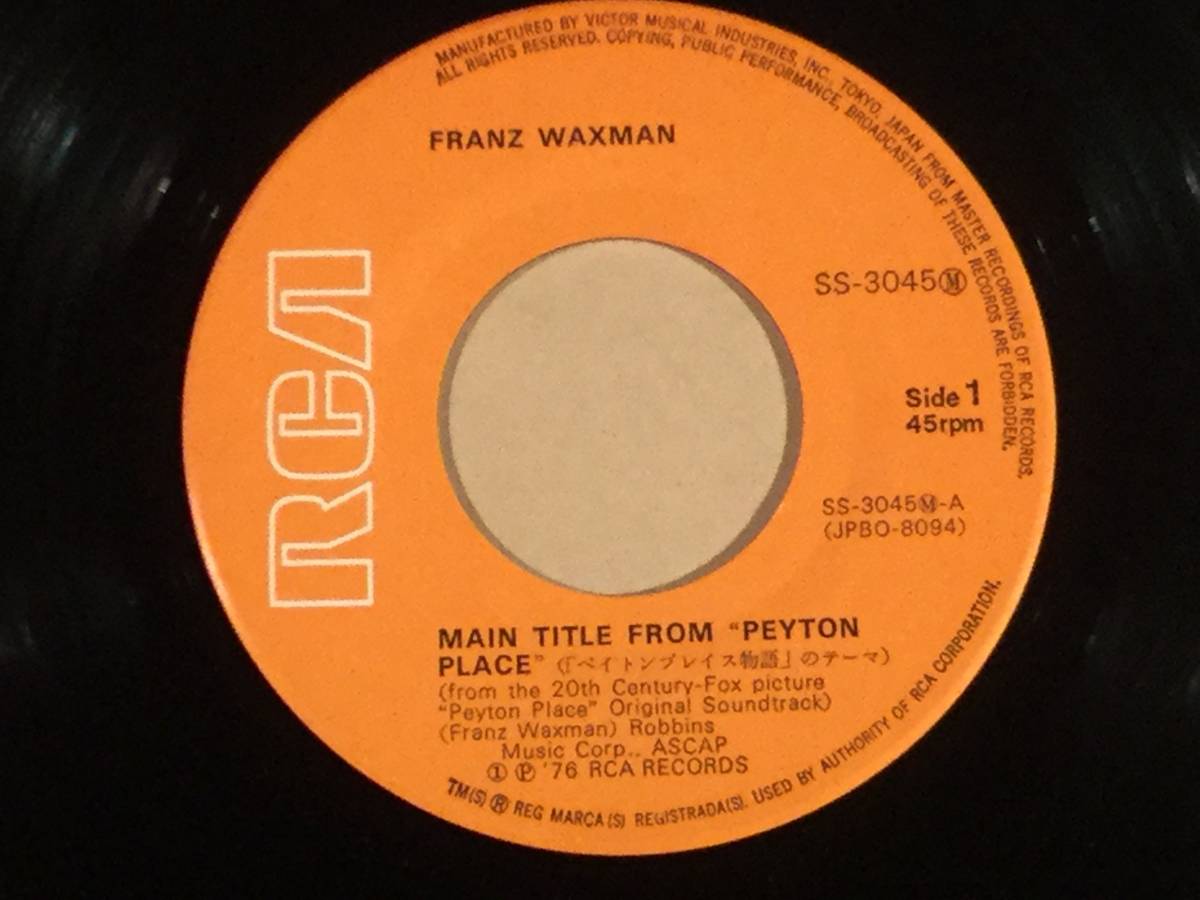 MANUFACTURED BY VICTOR MUSICAL INDUSTRIES, INC., TOKYO, JAPAN FROM MASTER RECORDINGS OF RCA RECORDS.
ALL RIGHTS RESERVED. COPYING, PUBLIC PERFORMANCE, BROADCASTING OF THESE RECORDS ARE FORBIDDEN.
FRANZ WAXMAN
RCA
SS-3045Ⓜ
Side 1
45rpm
SS-3045Ⓜ-A
(JPBO-8094)
MAIN TITLE FROM "PEYTON
PLACE" (「ペイトンプレイス物語」のテーマ)
(from the 20th Century-Fox picture
"Peyton Place" Original Soundtrack)
(Franz Waxman) Robbins
Music Corp., ASCAP
① Ⓟ '76 RCA RECORDS
TM(S) ® REG MARCA(S) REGISTRADA(S). USED BY AUTHORITY OF RCA CORPORATION.